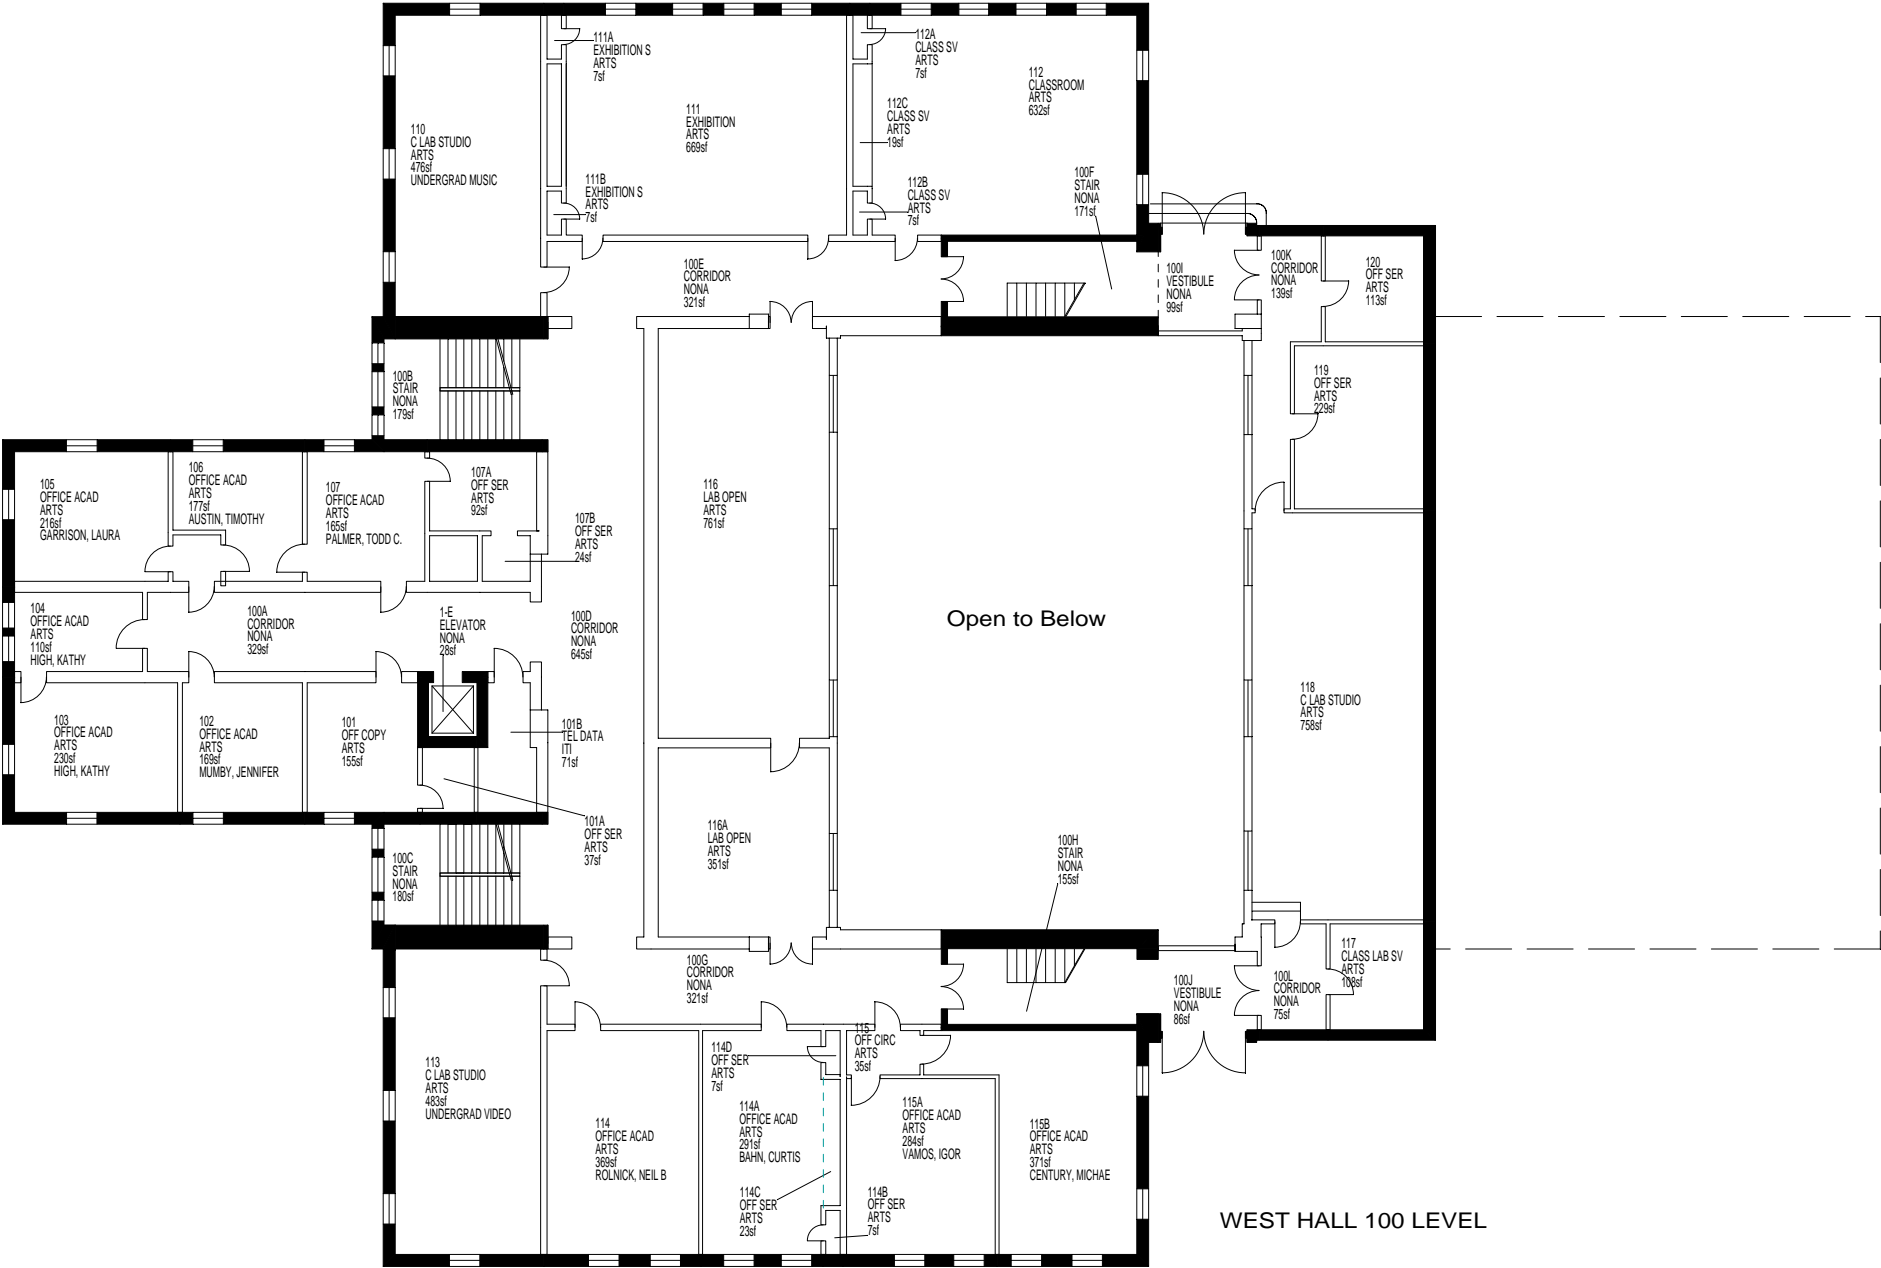 111A
EXHIBITION S
ARTS
7sf
112A
CLASS SV
ARTS
7sf
112
CLASSROOM
ARTS
632sf
110
C LAB STUDIO
ARTS
476sf
UNDERGRAD MUSIC
111
EXHIBITION
ARTS
669sf
112C
CLASS SV
ARTS
19sf
111B
EXHIBITION S
ARTS
7sf
112B
CLASS SV
ARTS
7sf
100F
STAIR
NONA
171sf
100E
CORRIDOR
NONA
321sf
100I
VESTIBULE
NONA
99sf
100K
CORRIDOR
NONA
139sf
120
OFF SER
ARTS
113sf
100B
STAIR
NONA
179sf
119
OFF SER
ARTS
229sf
105
OFFICE ACAD
ARTS
216sf
GARRISON, LAURA
106
OFFICE ACAD
ARTS
177sf
AUSTIN, TIMOTHY
107
OFFICE ACAD
ARTS
165sf
PALMER, TODD C.
107A
OFF SER
ARTS
92sf
107B
OFF SER
ARTS
24sf
116
LAB OPEN
ARTS
761sf
104
OFFICE ACAD
ARTS
110sf
HIGH, KATHY
100A
CORRIDOR
NONA
329sf
1-E
ELEVATOR
NONA
28sf
100D
CORRIDOR
NONA
645sf
Open to Below
103
OFFICE ACAD
ARTS
230sf
HIGH, KATHY
102
OFFICE ACAD
ARTS
169sf
MUMBY, JENNIFER
101
OFF COPY
ARTS
155sf
101B
TEL DATA
ITI
71sf
118
C LAB STUDIO
ARTS
758sf
101A
OFF SER
ARTS
37sf
116A
LAB OPEN
ARTS
351sf
100C
STAIR
NONA
180sf
100H
STAIR
NONA
155sf
100G
CORRIDOR
NONA
321sf
100J
VESTIBULE
NONA
86sf
100L
CORRIDOR
NONA
75sf
117
CLASS LAB SV
ARTS
108sf
113
C LAB STUDIO
ARTS
483sf
UNDERGRAD VIDEO
114D
OFF SER
ARTS
7sf
115
OFF CIRC
ARTS
35sf
114
OFFICE ACAD
ARTS
369sf
ROLNICK, NEIL B
114A
OFFICE ACAD
ARTS
291sf
BAHN, CURTIS
115A
OFFICE ACAD
ARTS
284sf
VAMOS, IGOR
115B
OFFICE ACAD
ARTS
371sf
CENTURY, MICHAE
114C
OFF SER
ARTS
23sf
114B
OFF SER
ARTS
7sf
WEST HALL 100 LEVEL